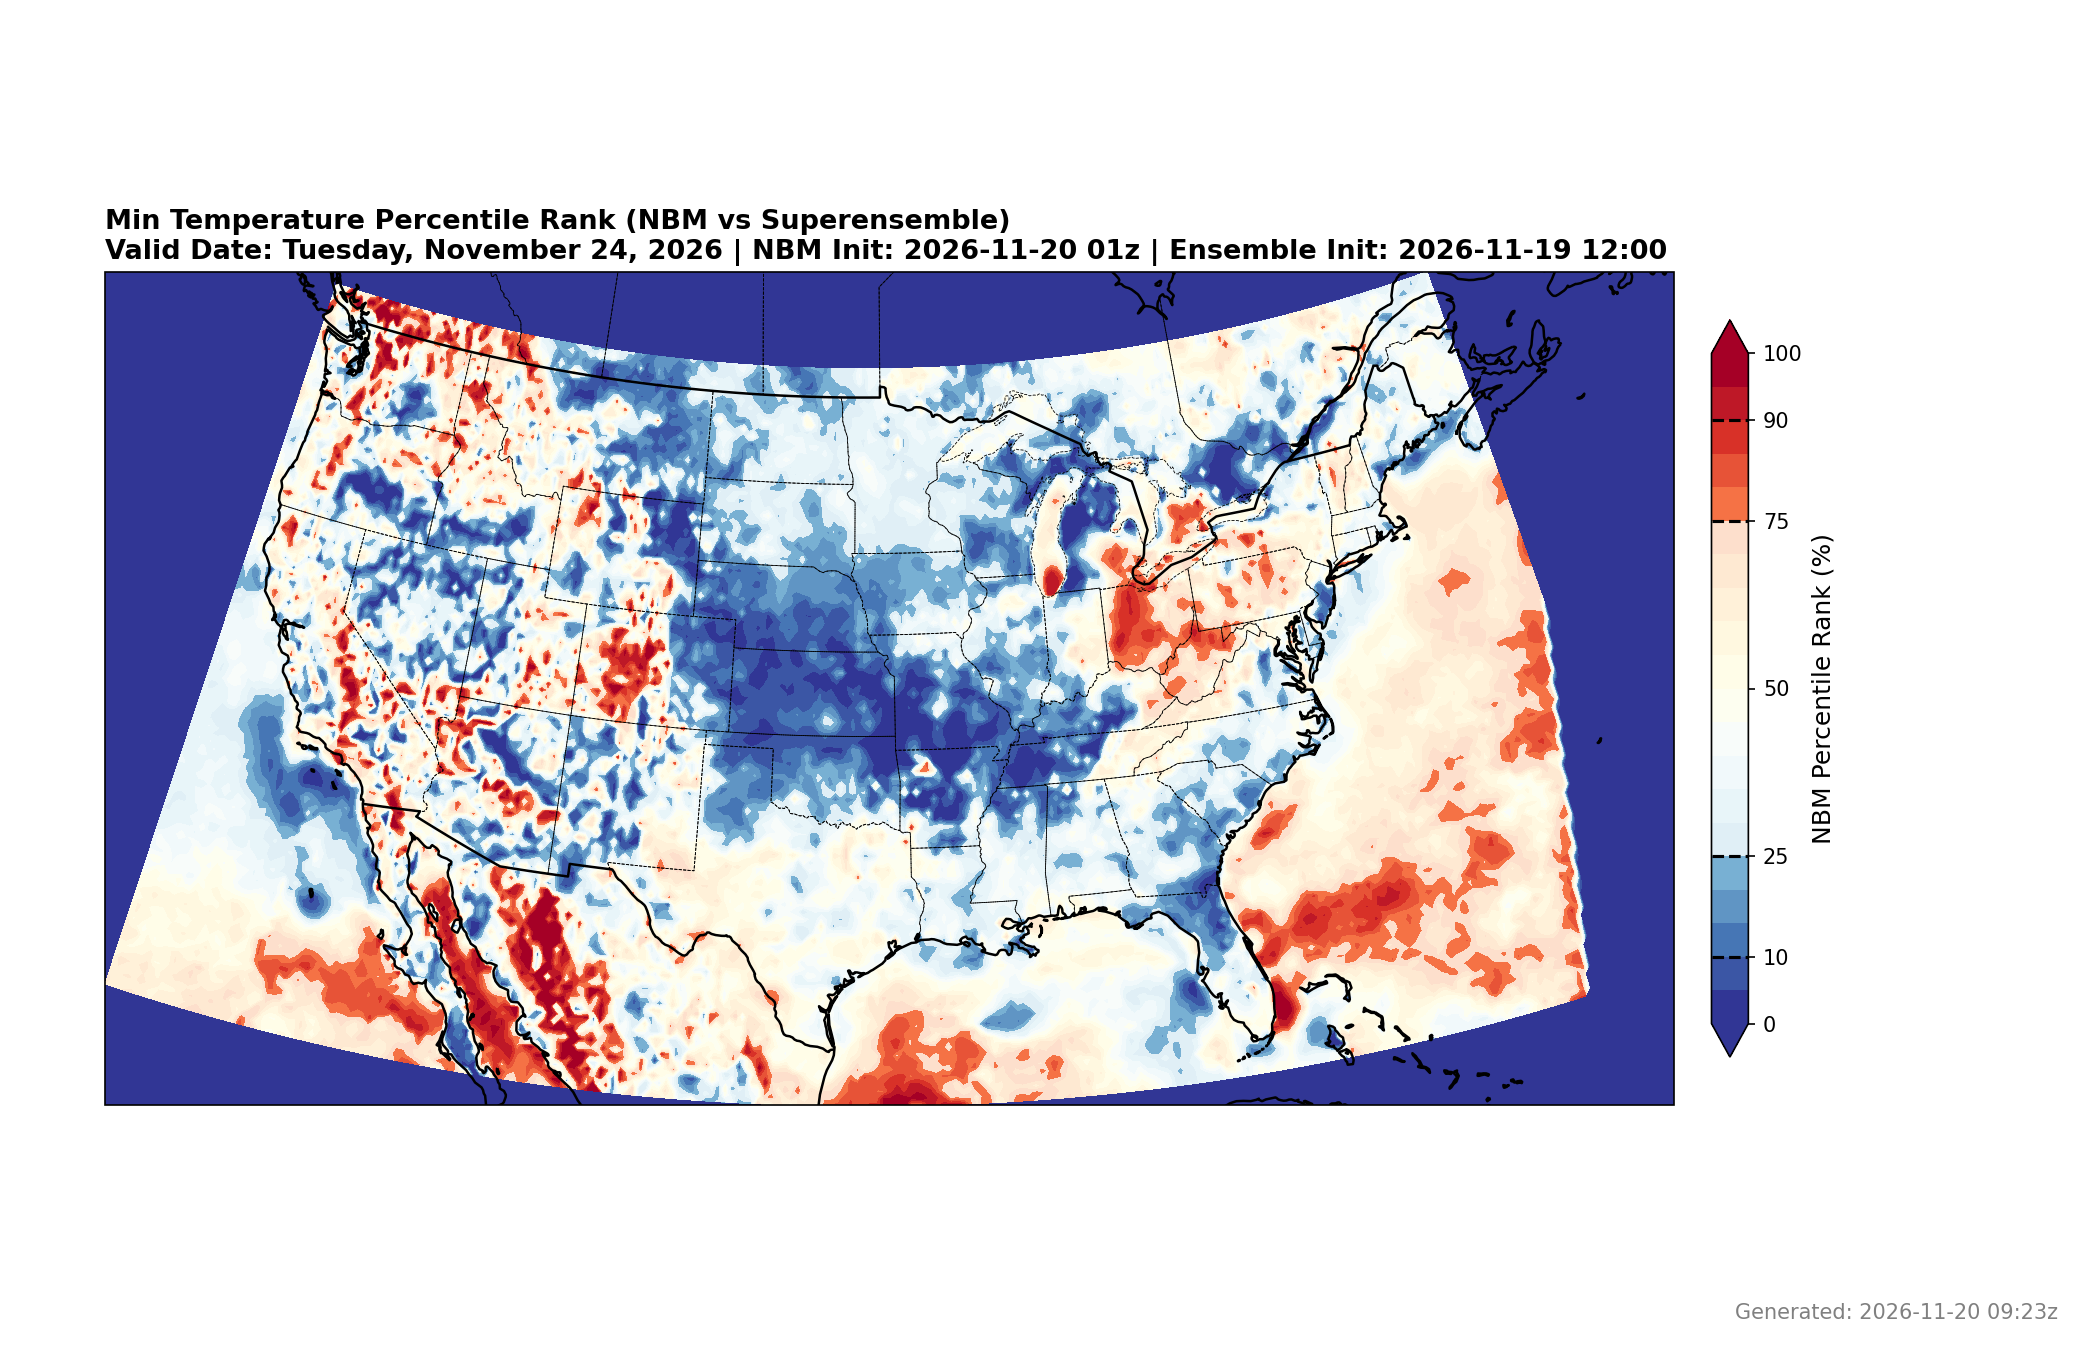 Min Temperature Percentile Rank (NBM vs Superensemble)
Valid Date: Tuesday, November 24, 2026 | NBM Init: 2026-11-20 01z | Ensemble Init: 2026-11-19 12:00
100
90
75
50
25
10
0
NBM Percentile Rank (%)
Generated: 2026-11-20 09:23z